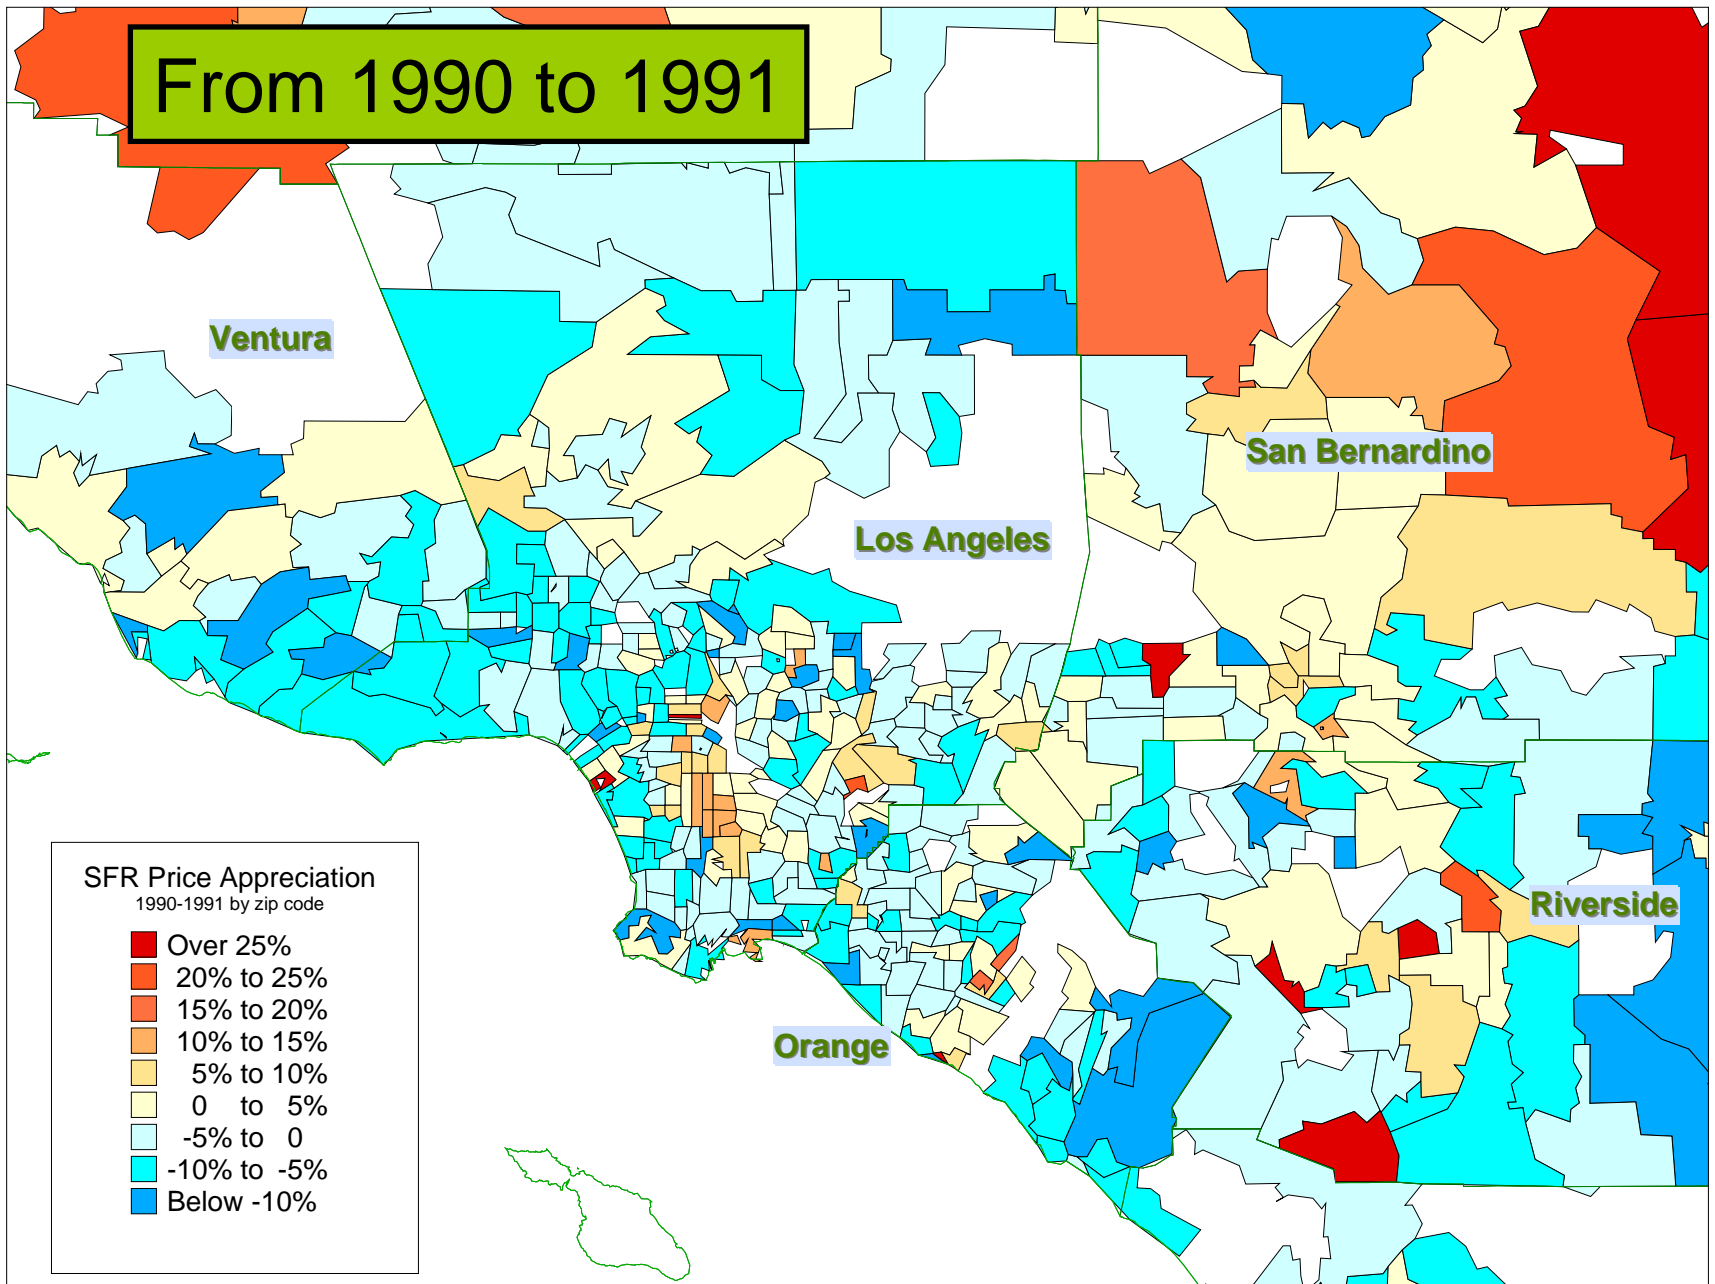 From 1990 to 1991
Ventura
San Bernardino
Los Angeles
Riverside
Orange
SFR Price Appreciation
1990-1991 by zip code
Over 25%
20% to 25%
15% to 20%
10% to 15%
5% to 10%
0 to 5%
-5% to 0
-10% to -5%
Below -10%